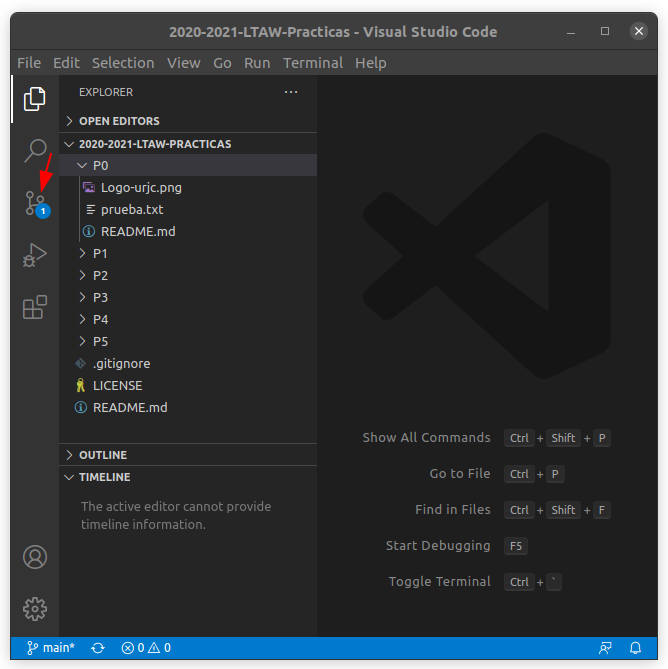 2020-2021-LTAW-Practicas - Visual Studio Code
File Edit Selection View Go Run Terminal Help
EXPLORER
OPEN EDITORS
2020-2021-LTAW-PRACTICAS
P0
Logo-urjc.png
prueba.txt
1
README.md
P1
P2
P3
P4
P5
.gitignore
LICENSE
README.md
Show All Commands Ctrl + Shift + P
Go to File Ctrl + P
Find in Files Ctrl + Shift + F
Start Debugging F5
Toggle Terminal Ctrl + `
OUTLINE
TIMELINE
The active editor cannot provide
timeline information.
main* 0 0